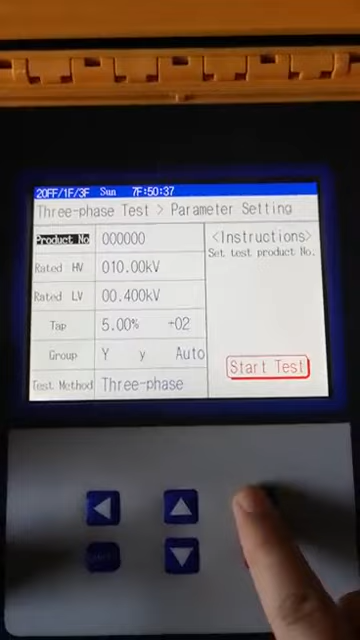 20FF/1F/3F Sun 7F:50:37
Three-phase Test > Parameter Setting
Product No 000000
Rated HV 010.00kV
Rated LV 00.400kV
Tap 5.00% +02
Group Y y Auto
Test Method Three-phase
<Instructions>
Set test product No.
Start Test